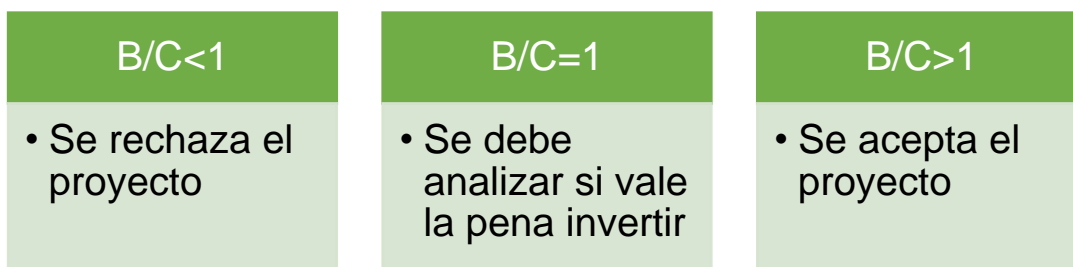 B/C<1
• Se rechaza el
proyecto
B/C=1
• Se debe
analizar si vale
la pena invertir
B/C>1
• Se acepta el
proyecto